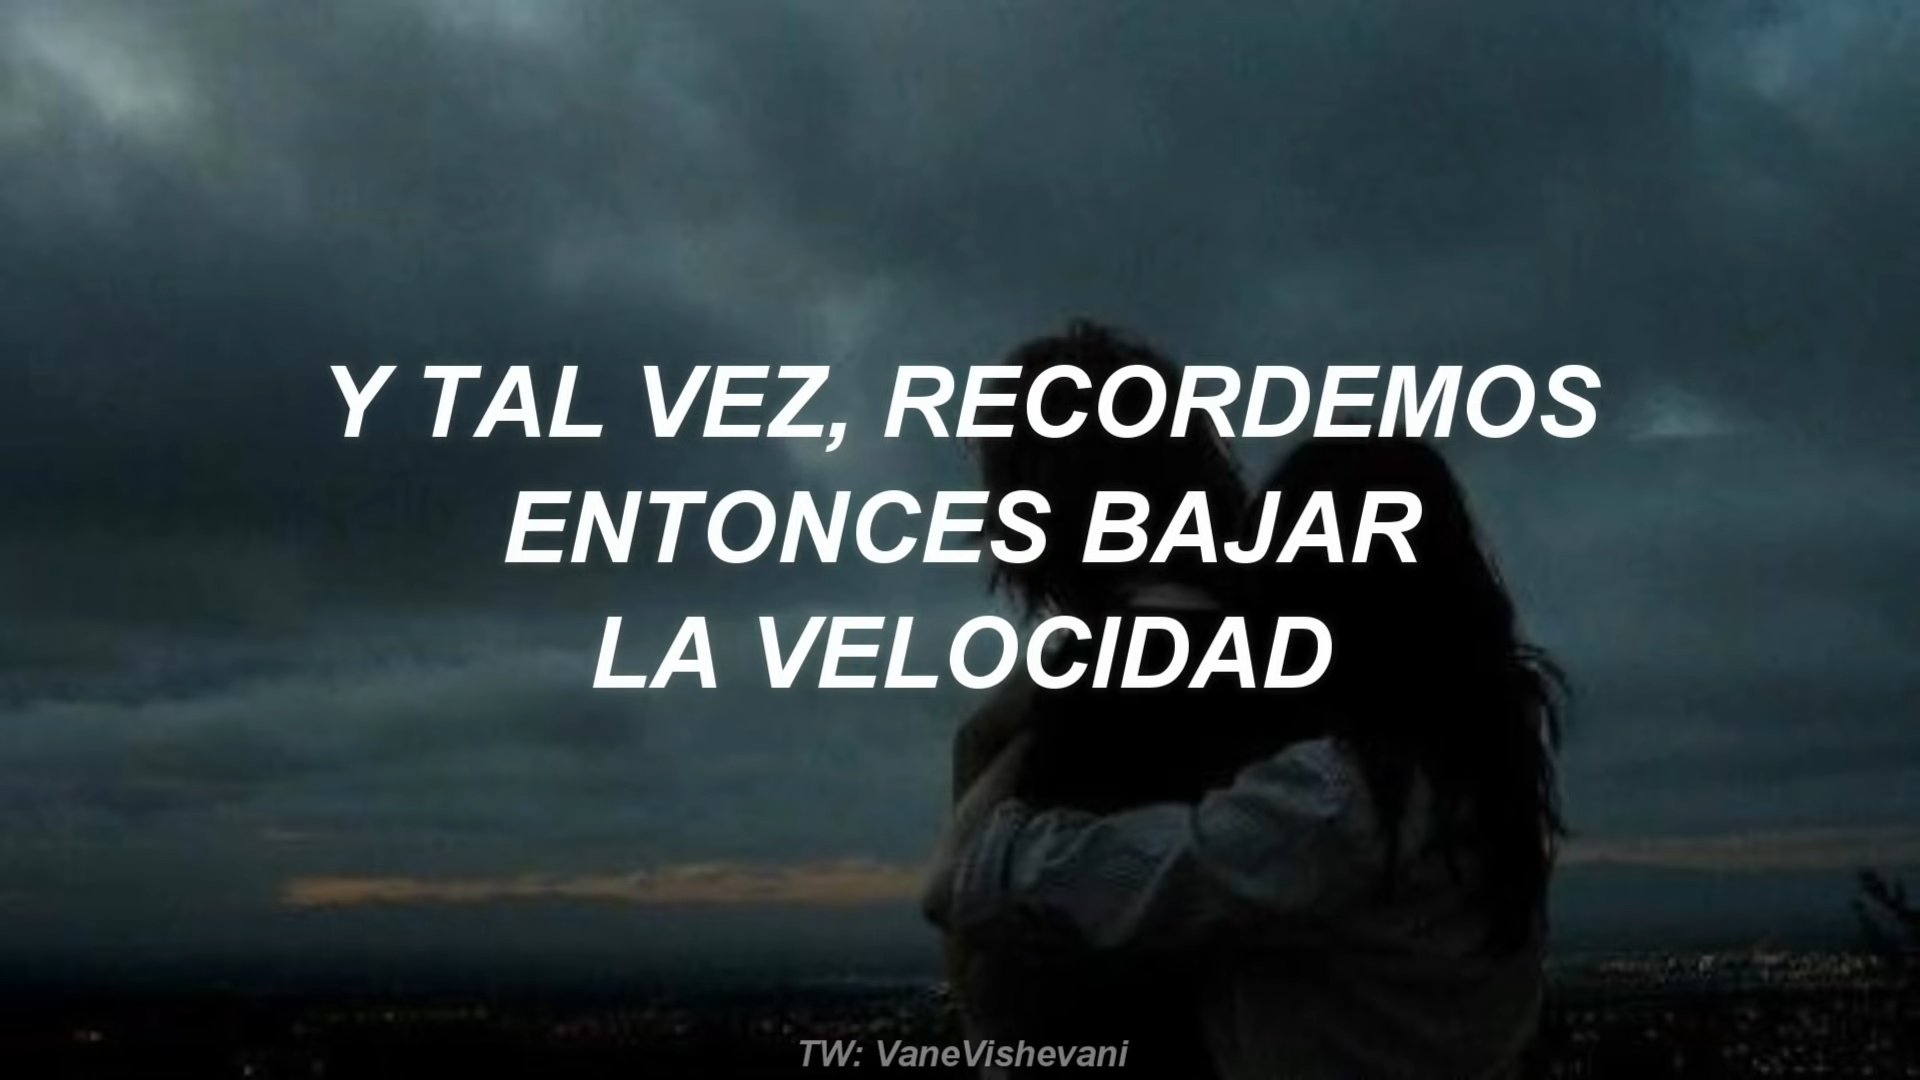 Y TAL VEZ, RECORDEMOS
ENTONCES BAJAR
LA VELOCIDAD
TW: VaneVishevani